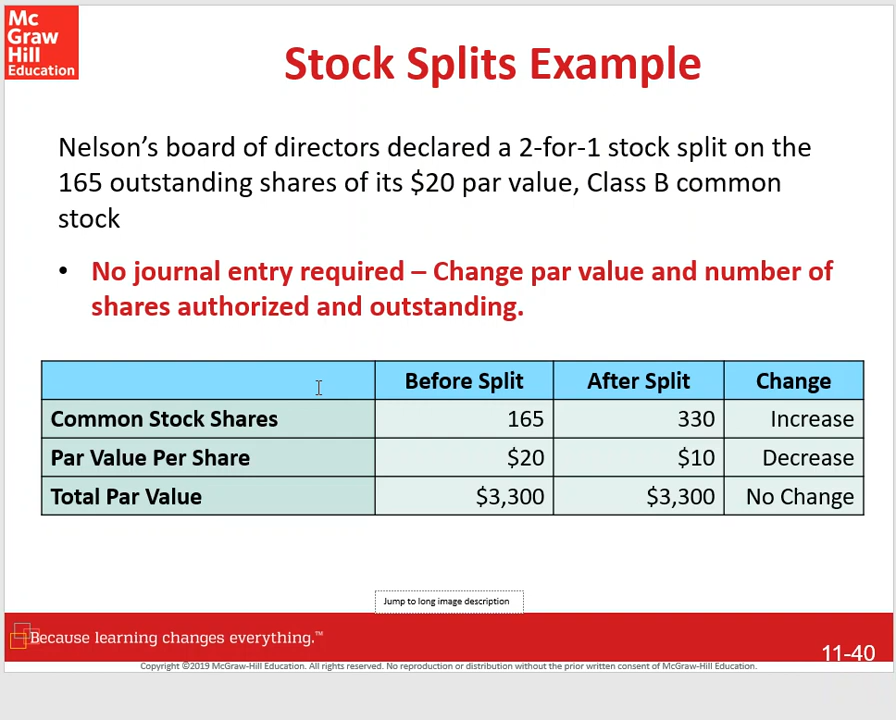 Mc
Graw
Hill
Education
Stock Splits Example
Nelson’s board of directors declared a 2-for-1 stock split on the
165 outstanding shares of its $20 par value, Class B common
stock
• No journal entry required – Change par value and number of
shares authorized and outstanding.
Before Split After Split Change
Common Stock Shares 165 330 Increase
Par Value Per Share $20 $10 Decrease
Total Par Value $3,300 $3,300 No Change
Jump to long image description
Because learning changes everything.™
11-40
Copyright ©2019 McGraw-Hill Education. All rights reserved. No reproduction or distribution without the prior written consent of McGraw-Hill Education.